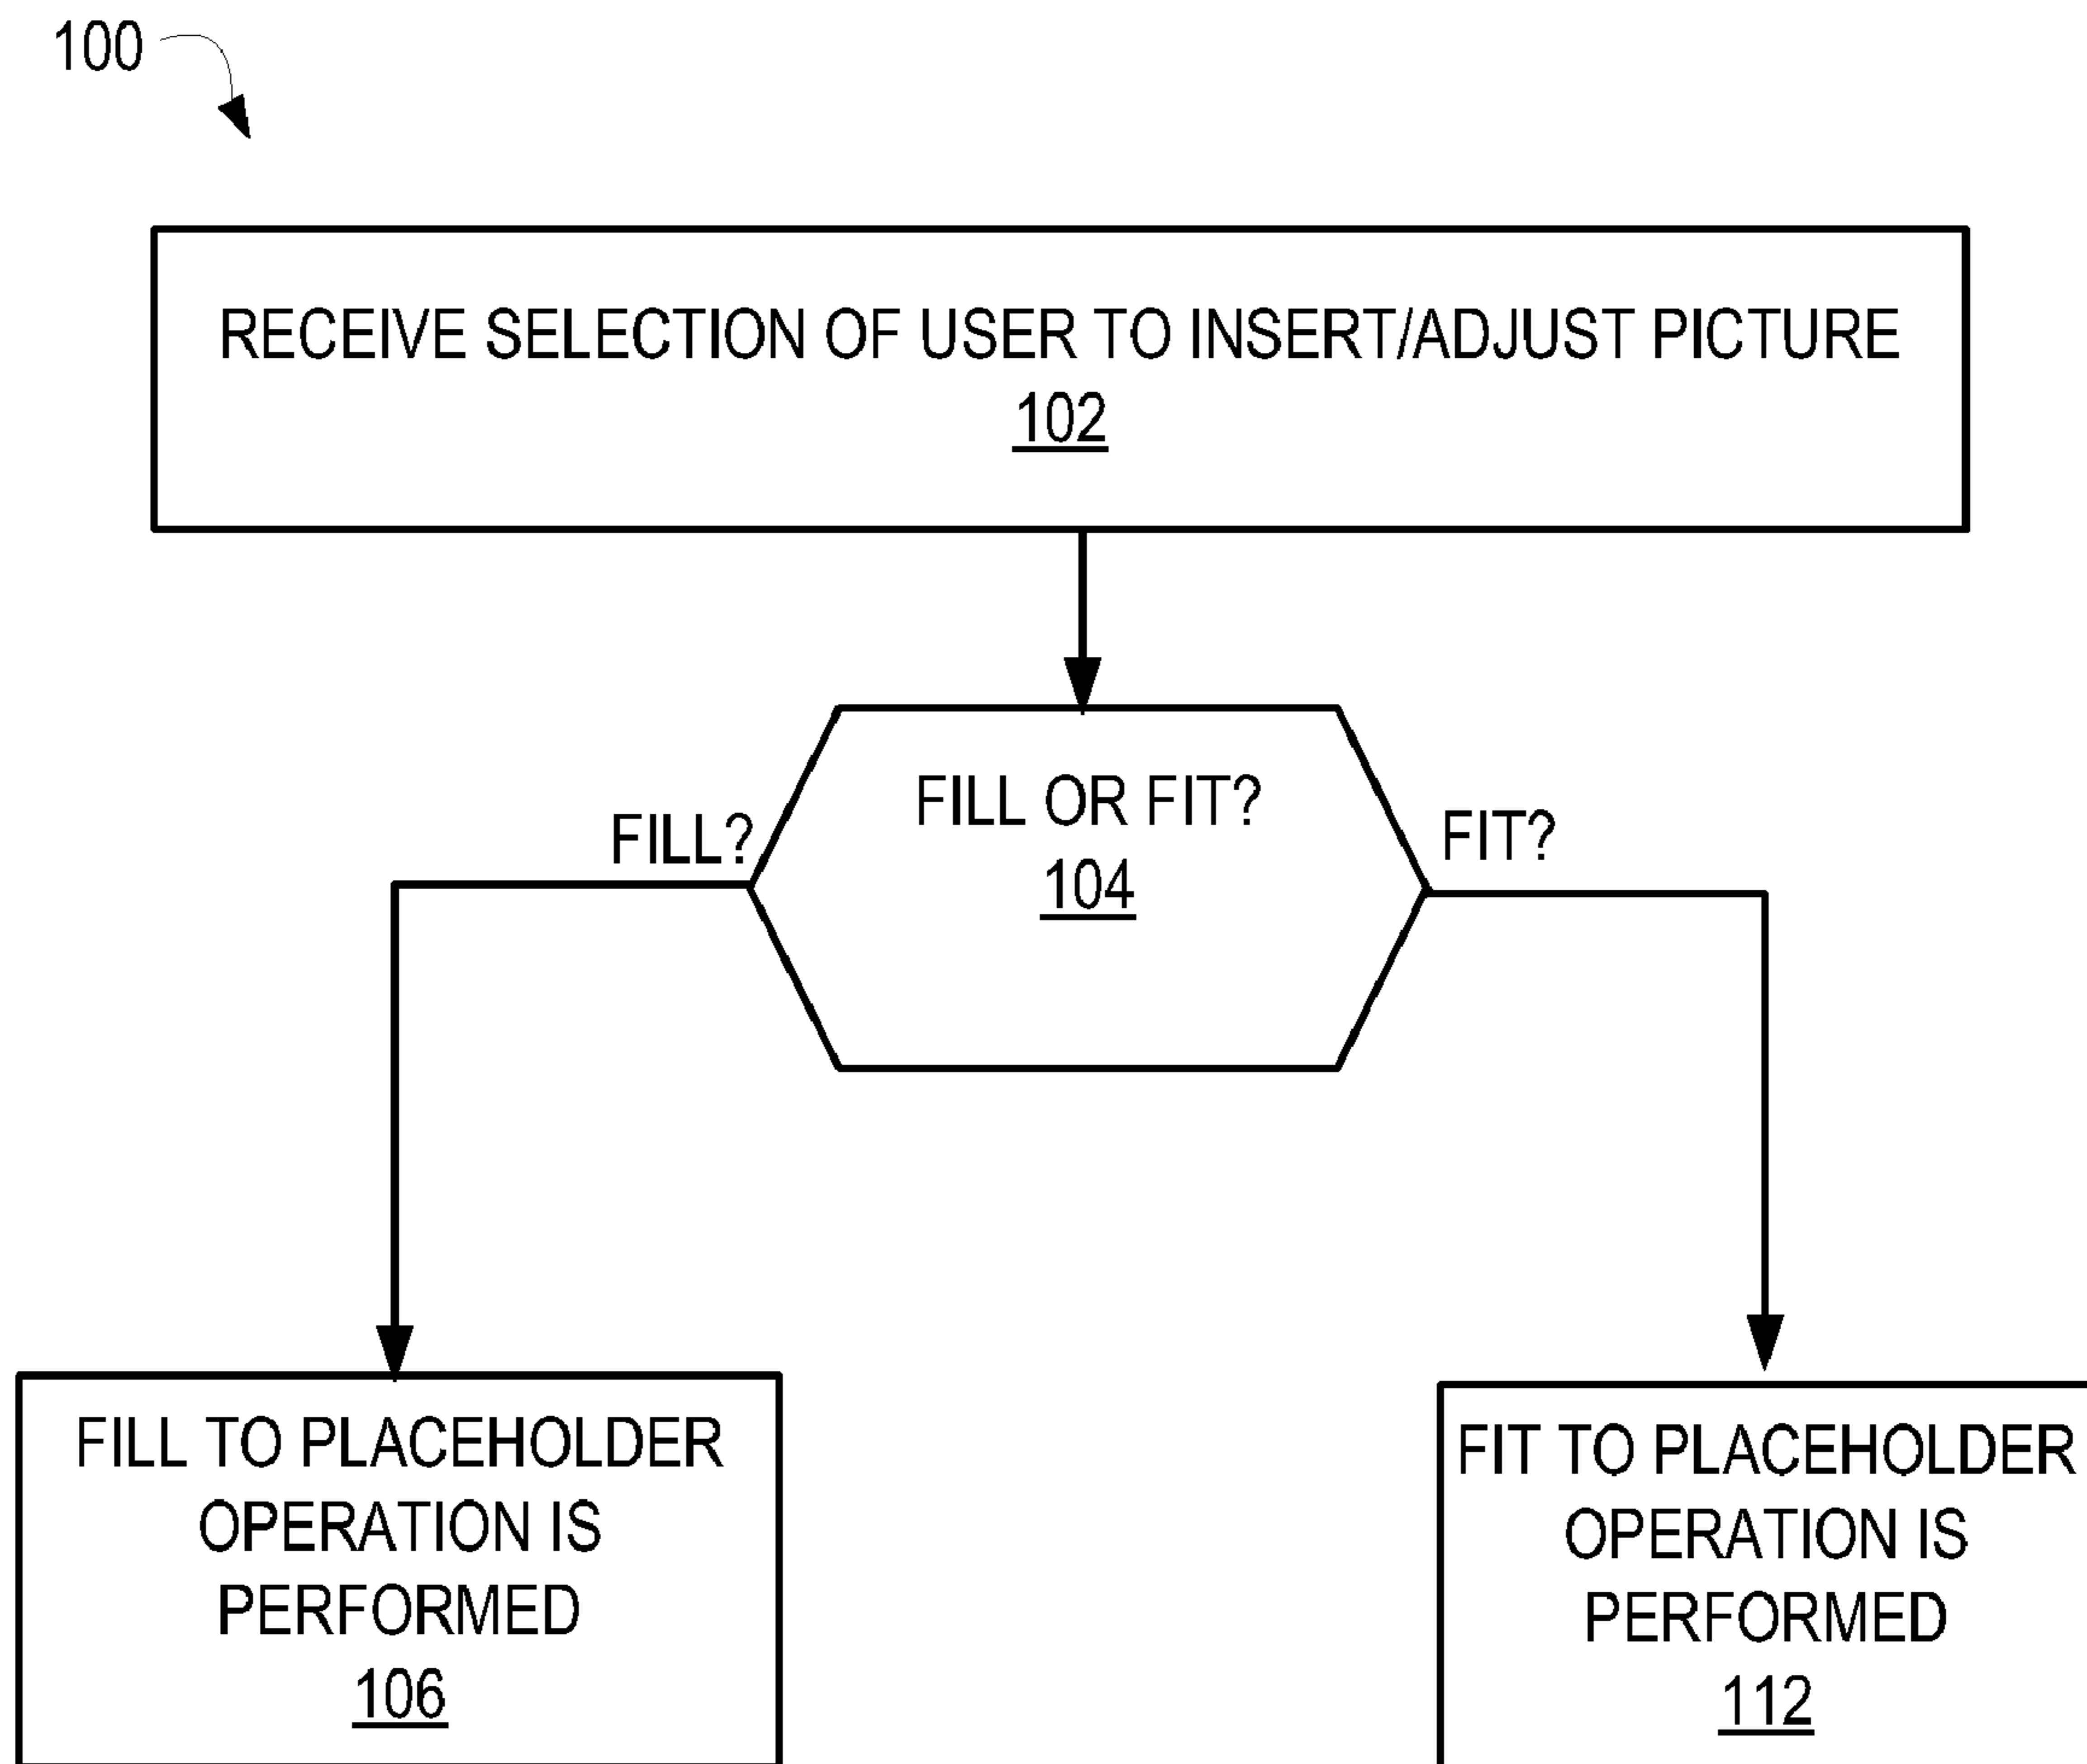 100
RECEIVE SELECTION OF USER TO INSERT/ADJUST PICTURE
102
FILL OR FIT?
104
FILL?
FIT?
FILL TO PLACEHOLDER
OPERATION IS
PERFORMED
106
FIT TO PLACEHOLDER
OPERATION IS
PERFORMED
112